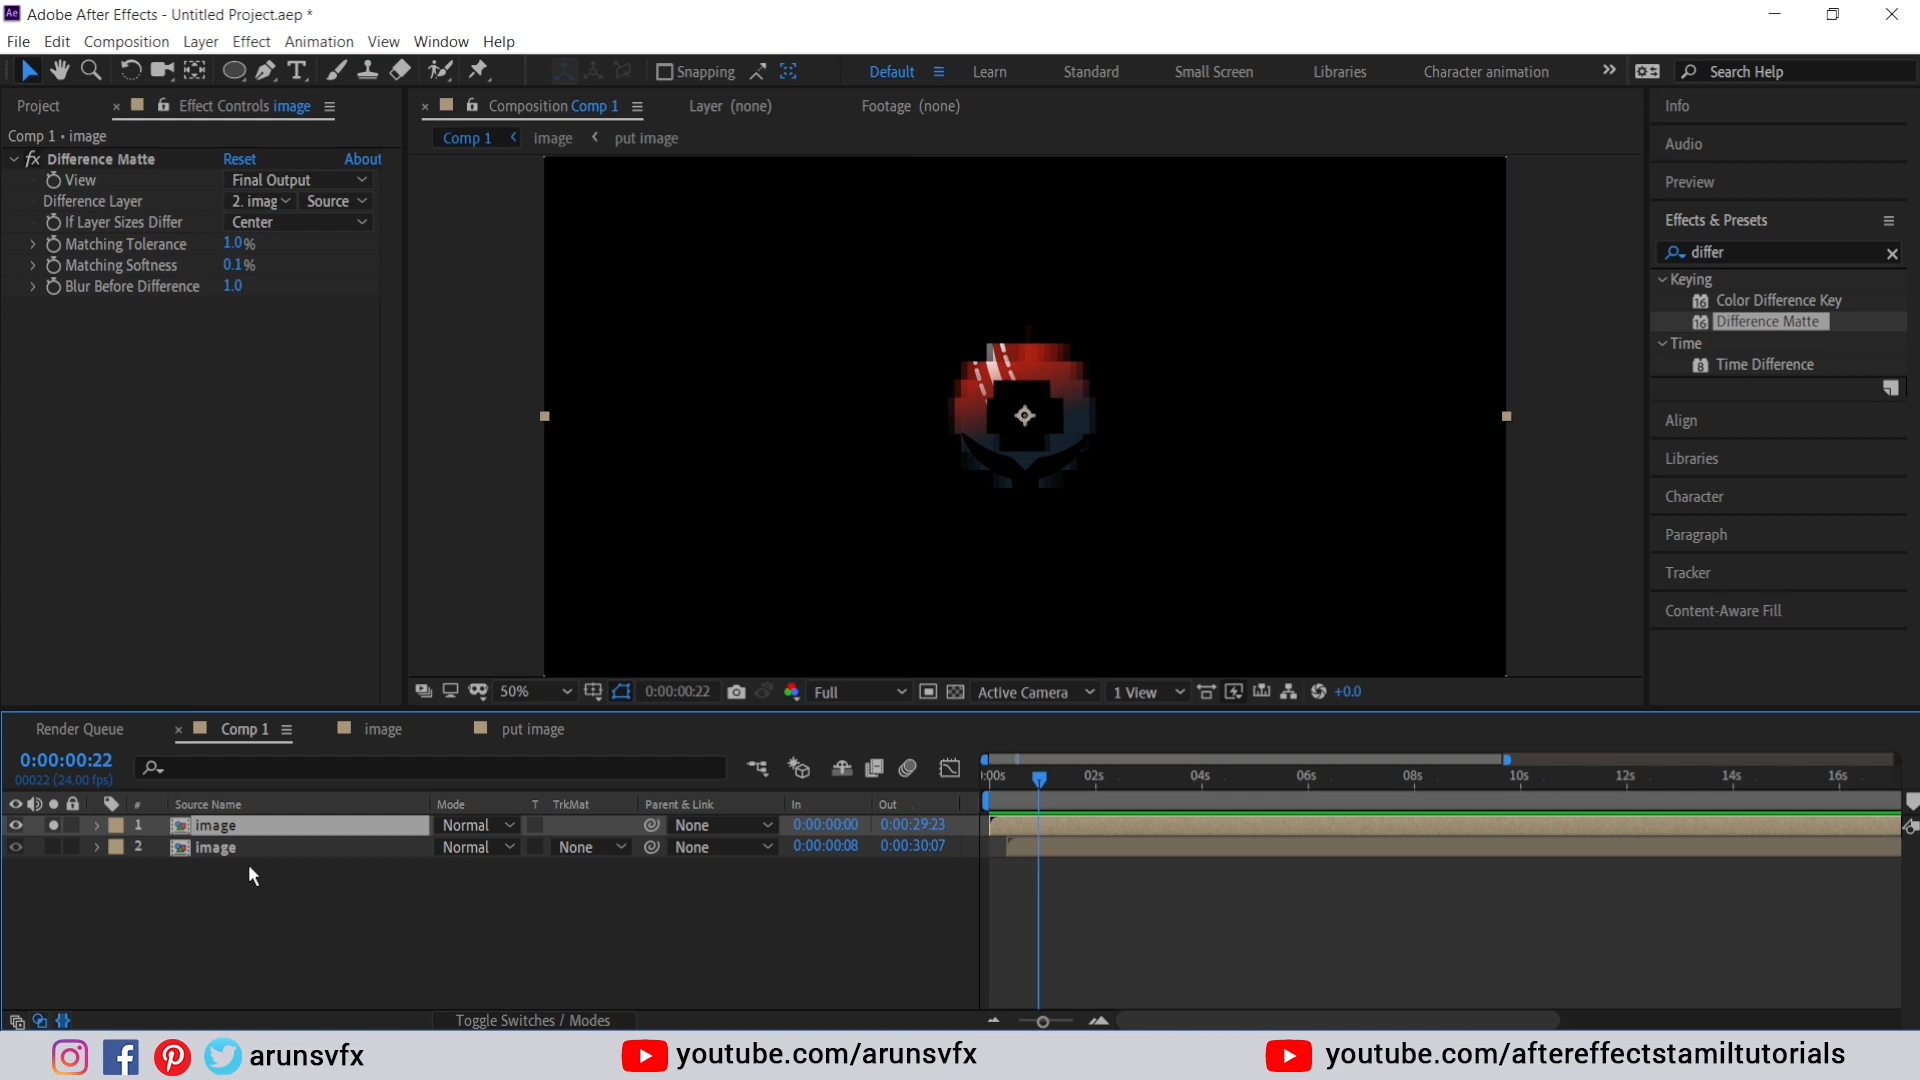 Adobe After Effects - Untitled Project.aep *
File Edit Composition Layer Effect Animation View Window Help
Snapping Default Learn Standard Small Screen Libraries Character animation Search Help
Project Effect Controls image Composition Comp 1 Layer (none) Footage (none) Info
Comp 1 • image
Comp 1 image put image
Audio
Difference Matte Reset About
View Final Output
Preview
Difference Layer 2. imag Source
If Layer Sizes Differ Center
Effects & Presets
Matching Tolerance 1.0%
differ
Matching Softness 0.1%
Keying
Blur Before Difference 1.0
16 Color Difference Key
16 Difference Matte
Time
8 Time Difference
Align
Libraries
Character
Paragraph
Tracker
Content-Aware Fill
50% 0:00:00:22 Full Active Camera 1 View +0.0
Render Queue Comp 1 image put image
0:00:00:22
00022 (24.00 fps)
:00s 02s 04s 06s 08s 10s 12s 14s 16s
# Source Name Mode T TrkMat Parent & Link In Out
1 image Normal None 0:00:00:00 0:00:29:23
2 image Normal None None 0:00:00:08 0:00:30:07
Toggle Switches / Modes
arunsvfx youtube.com/arunsvfx youtube.com/aftereffectstamiltutorials